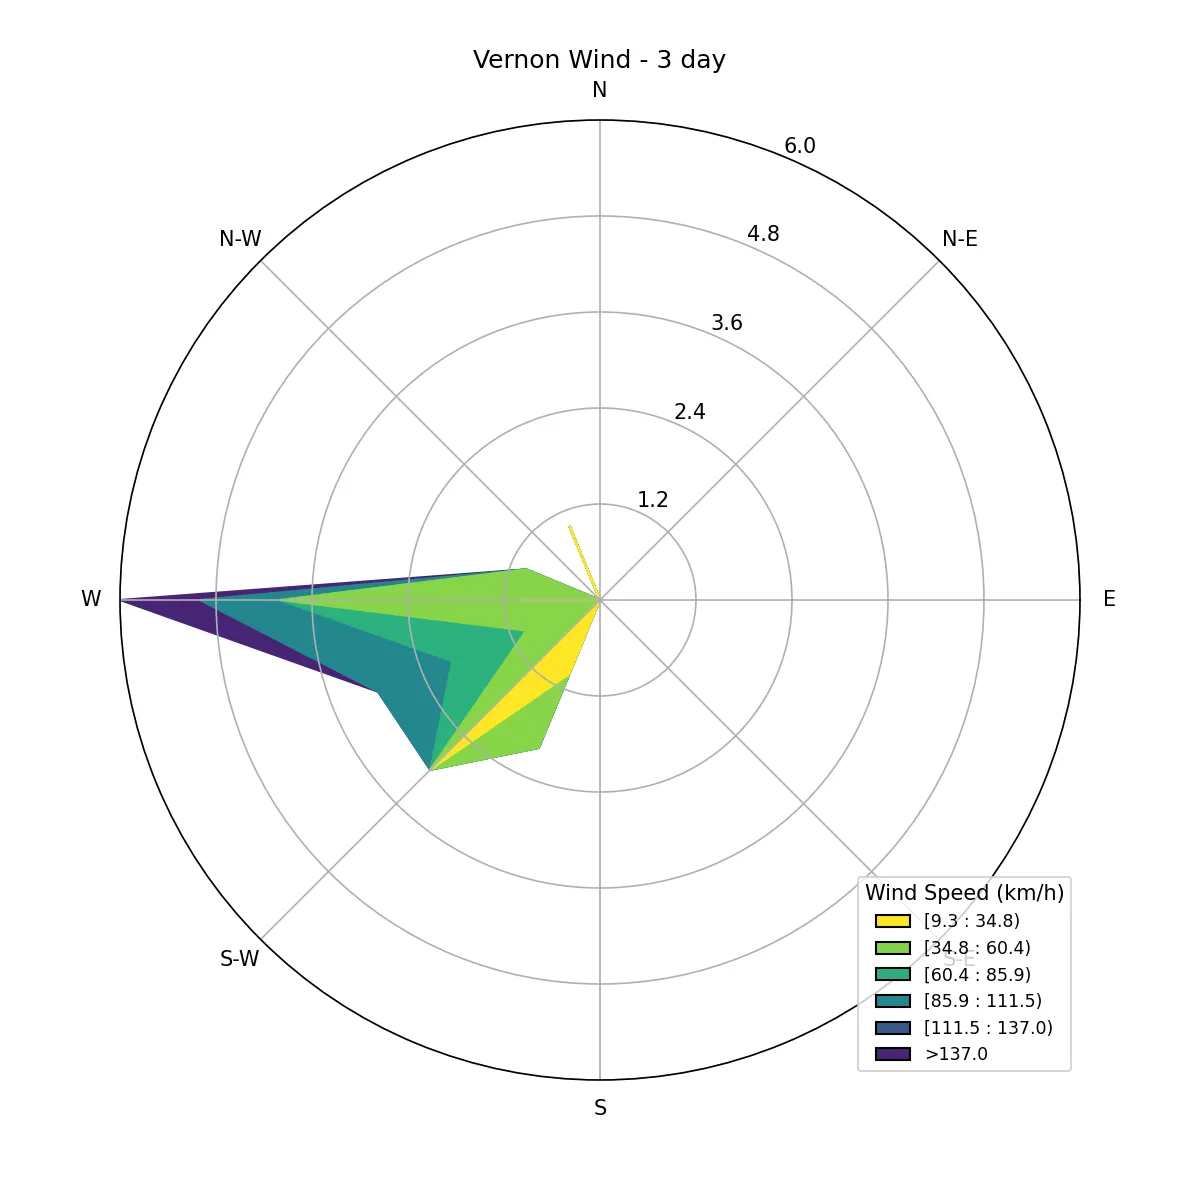 Vernon Wind - 3 day
N
6.0
N-W
N-E
4.8
3.6
2.4
1.2
W
E
S-W
S-E
S
Wind Speed (km/h)
[9.3 : 34.8)
[34.8 : 60.4)
[60.4 : 85.9)
[85.9 : 111.5)
[111.5 : 137.0)
>137.0